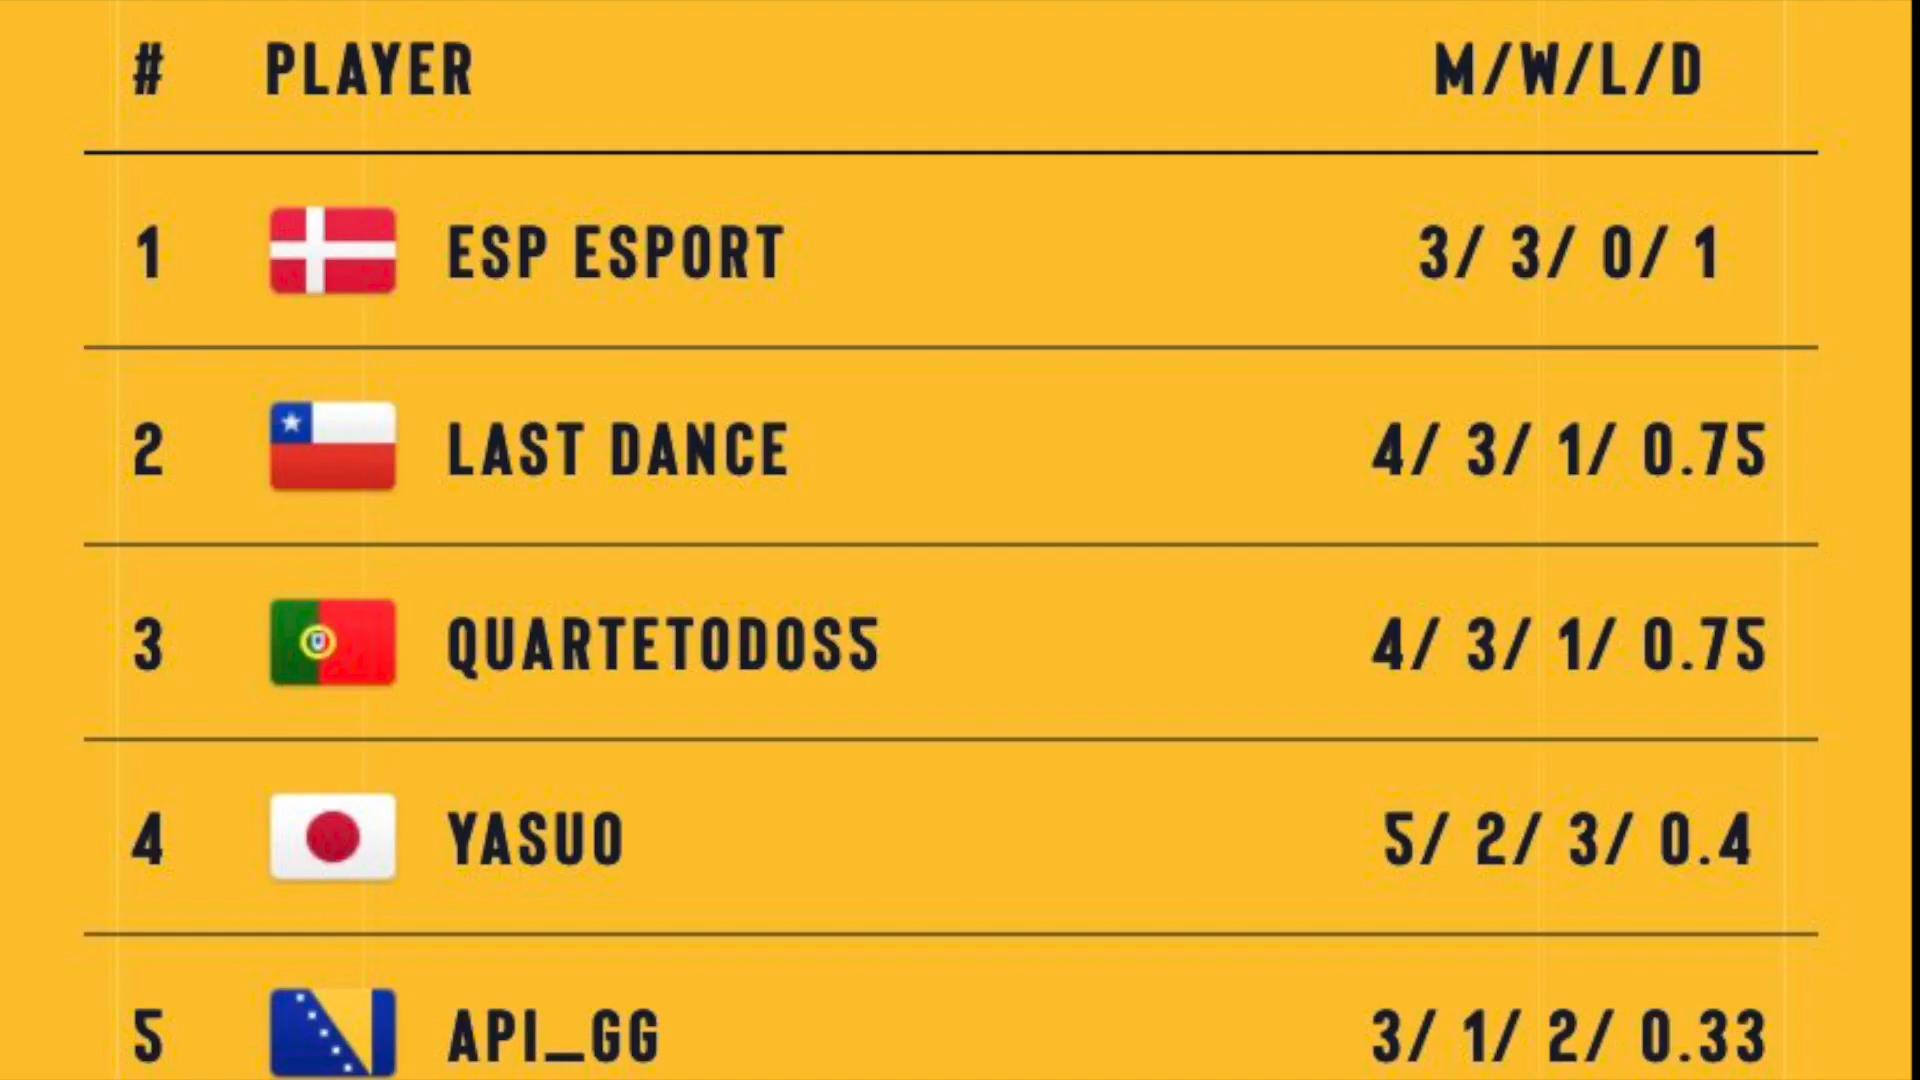 # PLAYER M/W/L/D
1 ESP ESPORT 3/ 3/ 0/ 1
2 LAST DANCE 4/ 3/ 1/ 0.75
3 QUARTETODOS5 4/ 3/ 1/ 0.75
4 YASUO 5/ 2/ 3/ 0.4
5 API_GG 3/ 1/ 2/ 0.33